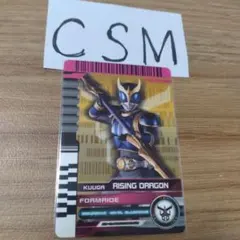 CSM
KUUGA RISING DRAGON
FORMRIDE